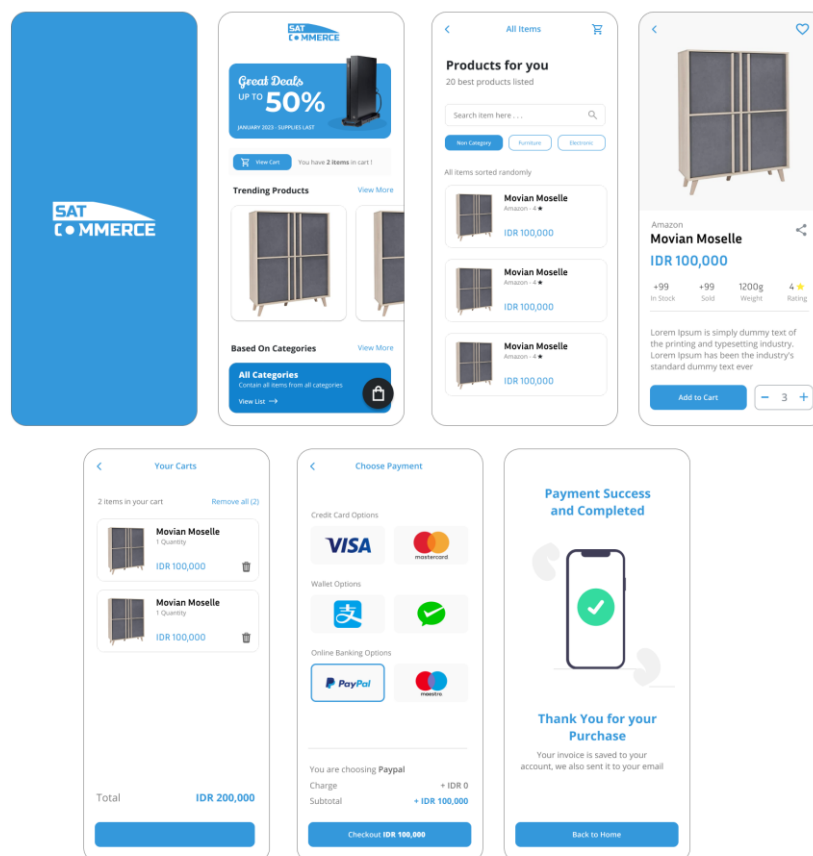 SAT
COMMERCE
SAT
COMMERCE
Great Deals
UP TO 50%
JANUARY 2023 - SUPPLIES LAST
View Cart
You have 2 items in cart !
Trending Products
View More
Based On Categories
View More
All Categories
Contain all items from all categories
View List →
All Items
Products for you
20 best products listed
Search item here . . .
Non Category
Furniture
Electronic
All items sorted randomly
Movian Moselle
Amazon - 4 ★
IDR 100,000
Movian Moselle
Amazon - 4 ★
IDR 100,000
Movian Moselle
Amazon - 4 ★
IDR 100,000
Amazon
Movian Moselle
IDR 100,000
+99 +99 1200g 4 ★
In Stock Sold Weight Rating
Lorem Ipsum is simply dummy text of
the printing and typesetting industry.
Lorem Ipsum has been the industry's
standard dummy text ever
Add to Cart
− 3 +
Your Carts
2 items in your cart
Remove all (2)
Movian Moselle
1 Quantity
IDR 100,000
Movian Moselle
1 Quantity
IDR 100,000
Total IDR 200,000
Choose Payment
Credit Card Options
VISA
mastercard
Wallet Options
支
Online Banking Options
PayPal
maestro
You are choosing Paypal
Charge + IDR 0
Subtotal + IDR 100,000
Checkout IDR 100,000
Payment Success
and Completed
Thank You for your
Purchase
Your invoice is saved to your
account, we also sent it to your email
Back to Home